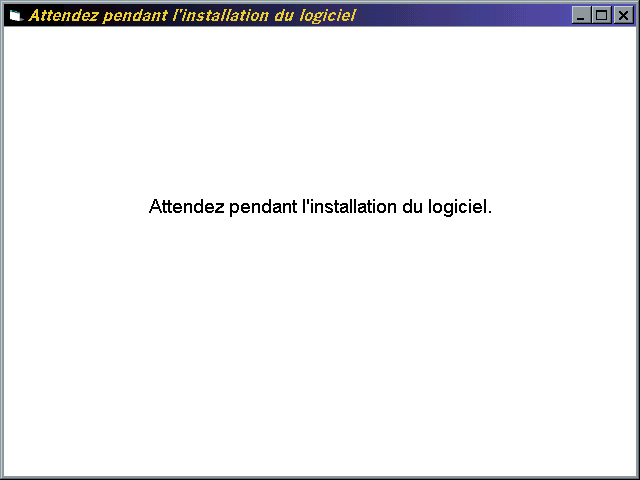 Attendez pendant l'installation du logiciel
Attendez pendant l'installation du logiciel.